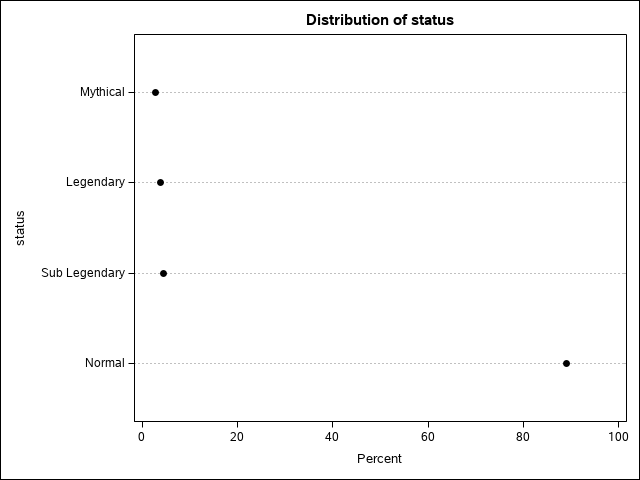 Distribution of status
Mythical
Legendary
Sub Legendary
Normal
status
0 20 40 60 80 100
Percent